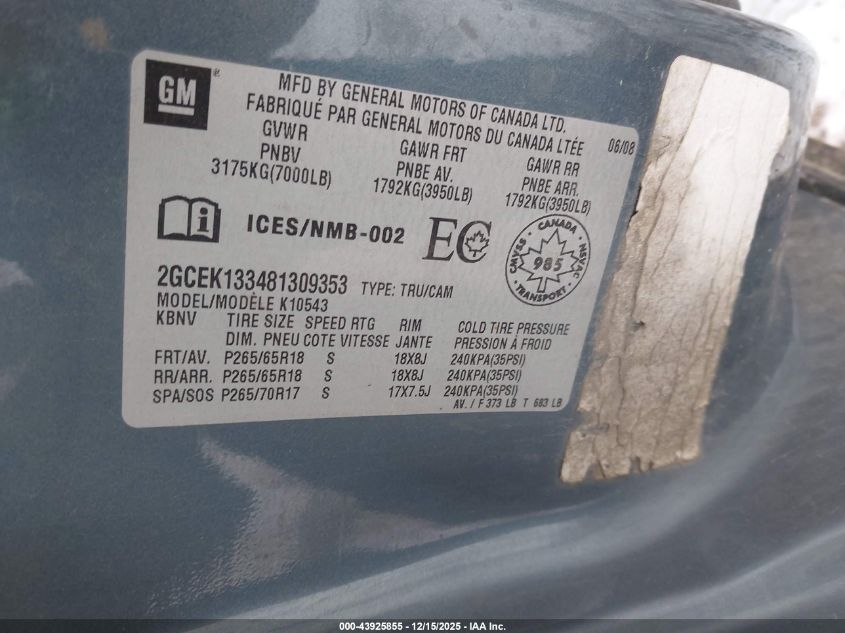 GM
®
MFD BY GENERAL MOTORS OF CANADA LTD.
FABRIQUÉ PAR GENERAL MOTORS DU CANADA LTÉE
GVWR GAWR FRT GAWR RR 06/08
PNBV PNBE AV. PNBE ARR.
3175KG(7000LB) 1792KG(3950LB) 1792KG(3950LB)
ICES/NMB-002 EC
CANADA
CMVSS NSVAC
985
TRANSPORT
2GCEK133481309353 TYPE: TRU/CAM
MODEL/MODÈLE K10543
KBNV TIRE SIZE SPEED RTG RIM COLD TIRE PRESSURE
DIM. PNEU COTE VITESSE JANTE PRESSION À FROID
FRT/AV. P265/65R18 S 18X8J 240KPA(35PSI)
RR/ARR. P265/65R18 S 18X8J 240KPA(35PSI)
SPA/SOS P265/70R17 S 17X7.5J 240KPA(35PSI)
AV. / F 373 LB T 683 LB
000-43925855 - 12/15/2025 - IAA Inc.